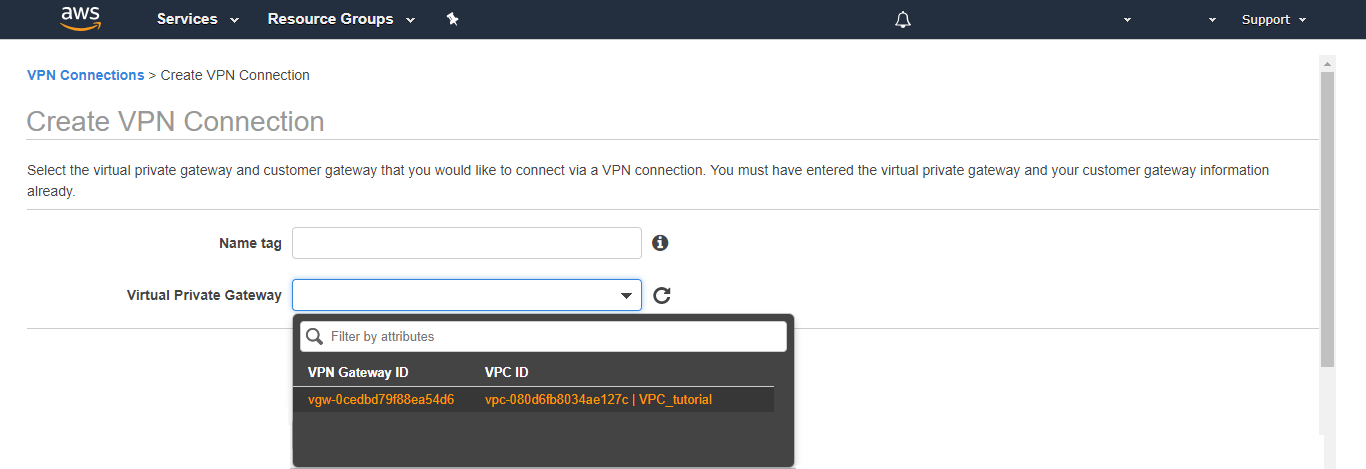 aws Services Resource Groups Support
VPN Connections > Create VPN Connection
Create VPN Connection
Select the virtual private gateway and customer gateway that you would like to connect via a VPN connection. You must have entered the virtual private gateway and your customer gateway information
already.
Name tag
Virtual Private Gateway
Filter by attributes
VPN Gateway ID VPC ID
vgw-0cedbd79f88ea54d6 vpc-080d6fb8034ae127c | VPC_tutorial